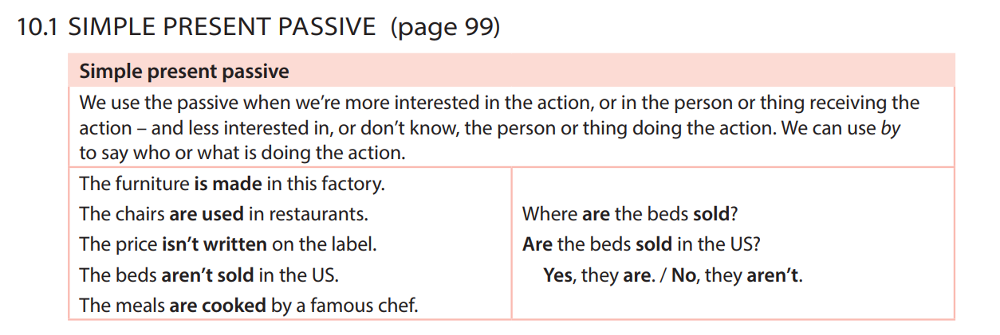 10.1 SIMPLE PRESENT PASSIVE (page 99)
Simple present passive
We use the passive when we’re more interested in the action, or in the person or thing receiving the
action – and less interested in, or don’t know, the person or thing doing the action. We can use by
to say who or what is doing the action.
The furniture is made in this factory.
The chairs are used in restaurants.
The price isn’t written on the label.
The beds aren’t sold in the US.
The meals are cooked by a famous chef.
Where are the beds sold?
Are the beds sold in the US?
Yes, they are. / No, they aren’t.